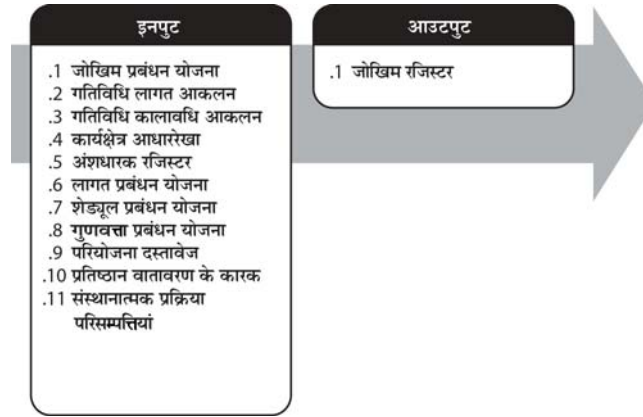 इनपुट
.1 जोखिम प्रबंधन योजना
.2 गतिविधि लागत आकलन
.3 गतिविधि कालावधि आकलन
.4 कार्यक्षेत्र आधाररेखा
.5 अंशधारक रजिस्टर
.6 लागत प्रबंधन योजना
.7 शेड्यूल प्रबंधन योजना
.8 गुणवत्ता प्रबंधन योजना
.9 परियोजना दस्तावेज
.10 प्रतिष्ठान वातावरण के कारक
.11 संस्थानात्मक प्रक्रिया
परिसम्पत्तियां
आउटपुट
.1 जोखिम रजिस्टर